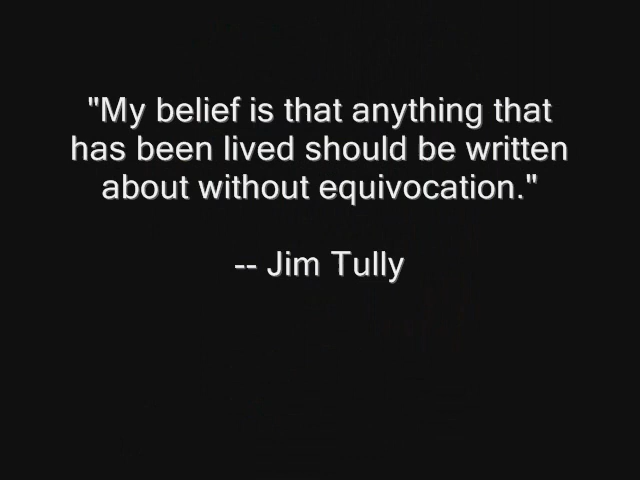 "My belief is that anything that
has been lived should be written
about without equivocation."
-- Jim Tully